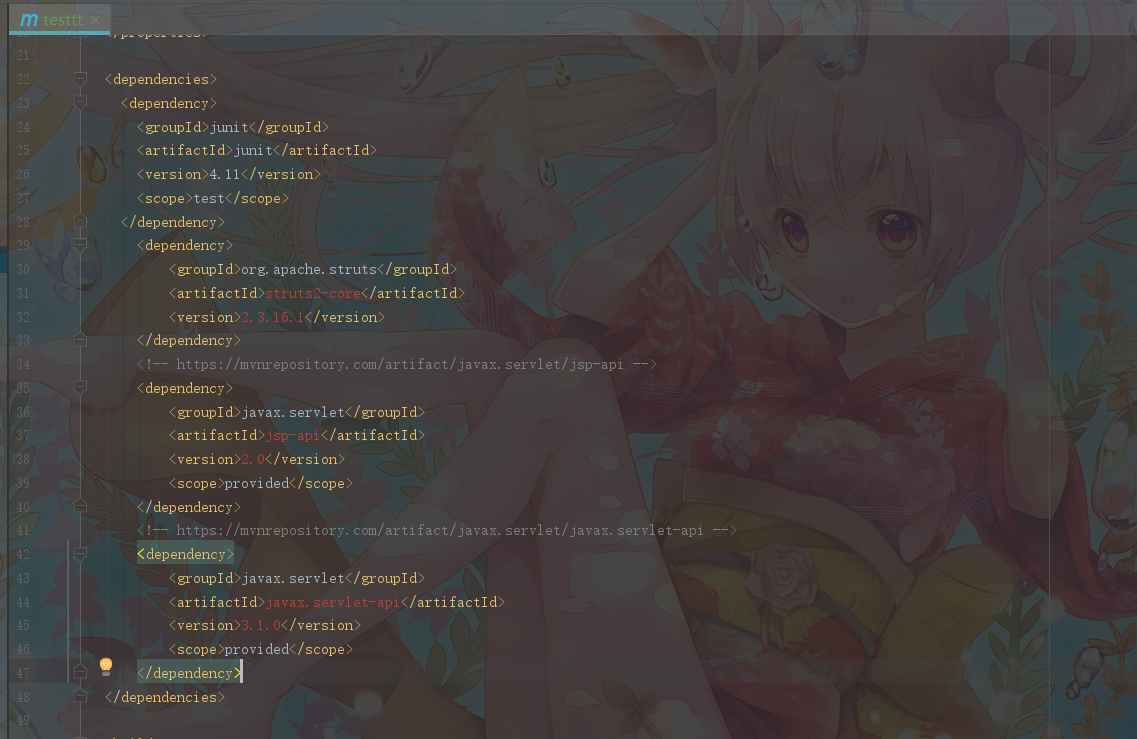 m testtt ×
</properties>
21
22 <dependencies>
23 <dependency>
24 <groupId>junit</groupId>
25 <artifactId>junit</artifactId>
26 <version>4.11</version>
27 <scope>test</scope>
28 </dependency>
29 <dependency>
30 <groupId>org.apache.struts</groupId>
31 <artifactId>struts2-core</artifactId>
32 <version>2.3.16.1</version>
33 </dependency>
34 <!-- https://mvnrepository.com/artifact/javax.servlet/jsp-api -->
35 <dependency>
36 <groupId>javax.servlet</groupId>
37 <artifactId>jsp-api</artifactId>
38 <version>2.0</version>
39 <scope>provided</scope>
40 </dependency>
41 <!-- https://mvnrepository.com/artifact/javax.servlet/javax.servlet-api -->
42 <dependency>
43 <groupId>javax.servlet</groupId>
44 <artifactId>javax.servlet-api</artifactId>
45 <version>3.1.0</version>
46 <scope>provided</scope>
47 </dependency>
48 </dependencies>
49